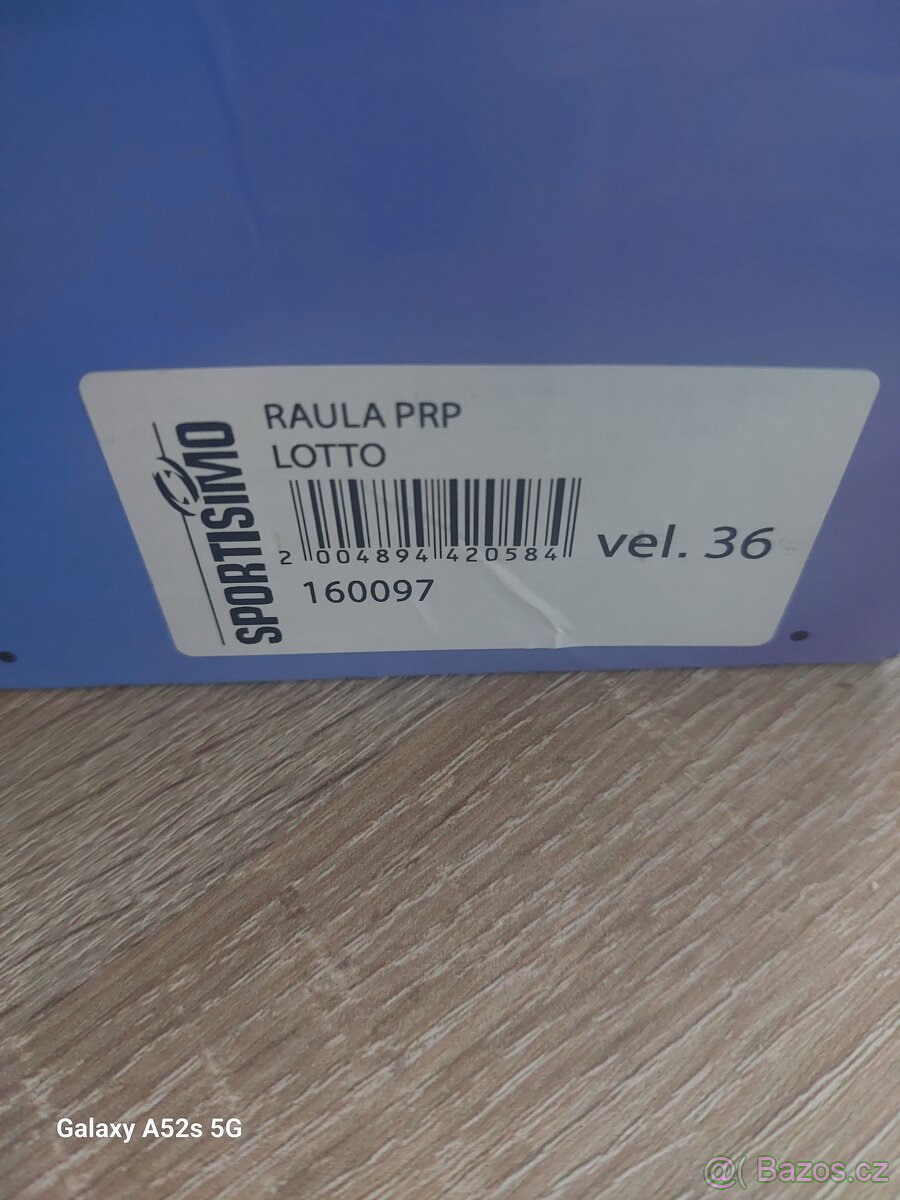 SPORTISIMO
RAULA PRP
LOTTO
2 004894 420584
vel. 36
160097
Galaxy A52s 5G
@( Bazos.cz